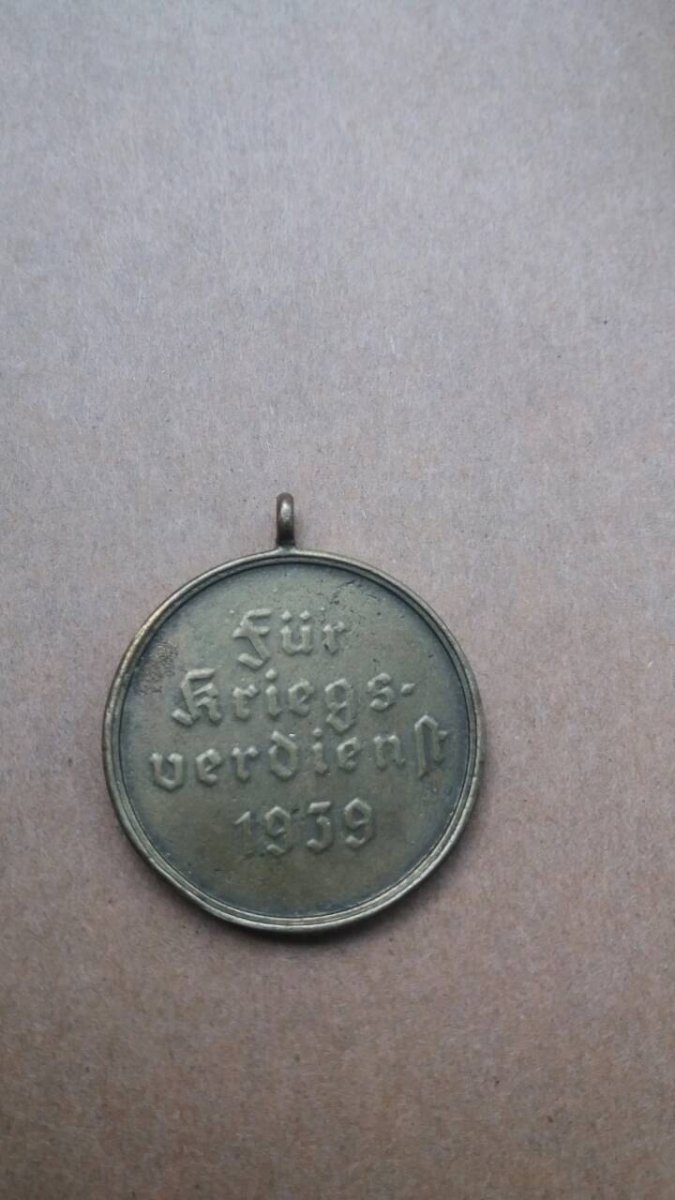 Für
Kriegs-
verdienst
1939